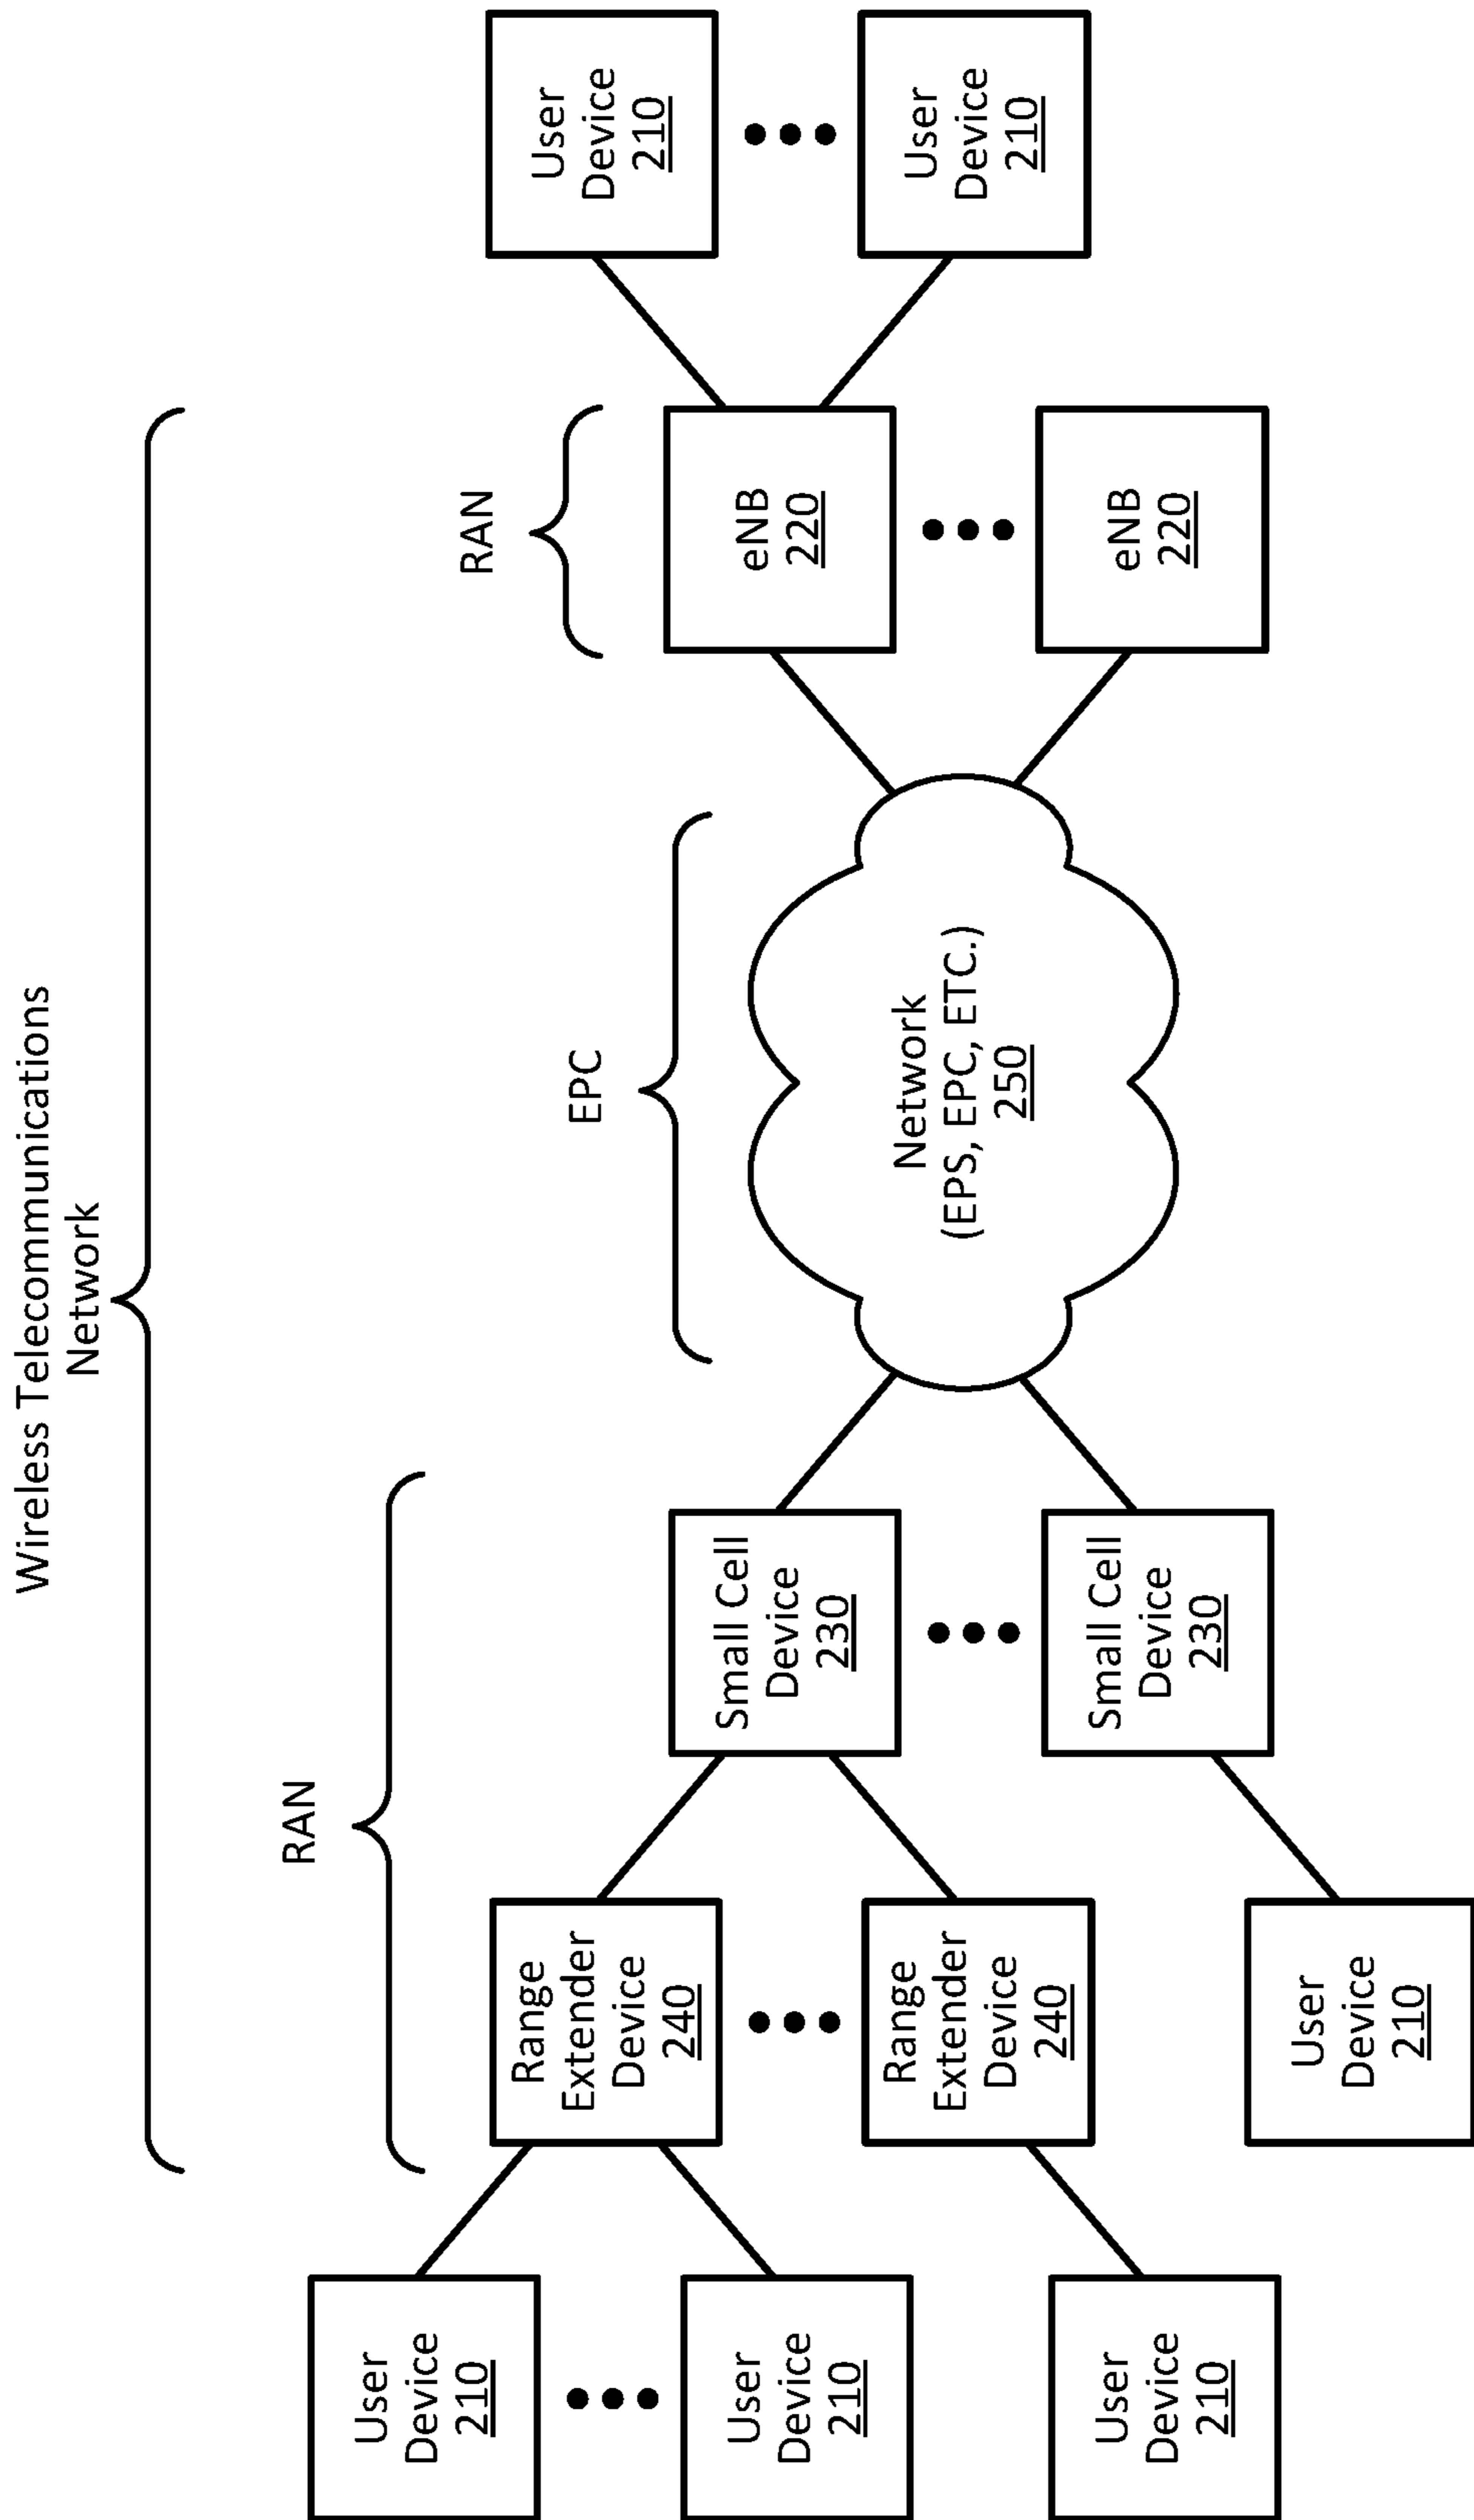 Wireless Telecommunications
Network
RAN
EPC
RAN
User
Device
210
User
Device
210
User
Device
210
Range
Extender
Device
240
Range
Extender
Device
240
User
Device
210
Small Cell
Device
230
Small Cell
Device
230
Network
(EPS, EPC, ETC.)
250
eNB
220
eNB
220
User
Device
210
User
Device
210